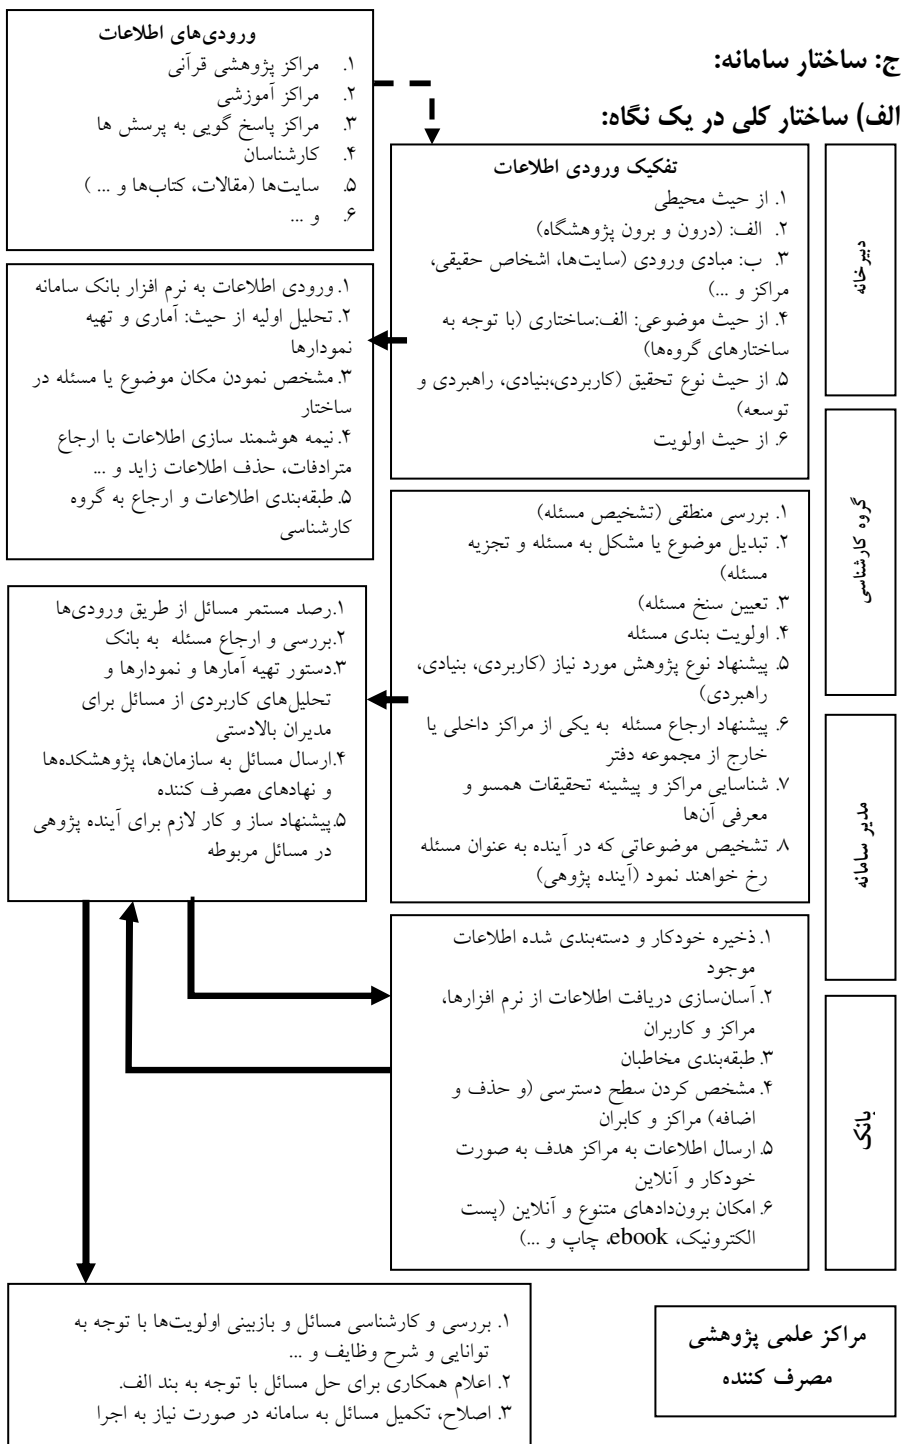 ج: ساختار سامانه:
الف) ساختار کلی در یک نگاه:
ورودی‌های اطلاعات
۱. مراکز پژوهشی قرآنی
۲. مراکز آموزشی
۳. مراکز پاسخ گویی به پرسش ها
۴. کارشناسان
۵. سایت‌ها (مقالات، کتاب‌ها و ... )
۶. و ...
دبیرخانه
تفکیک ورودی اطلاعات
۱. از حیث محیطی
۲. الف: (درون و برون پژوهشگاه)
۳. ب: مبادی ورودی (سایت‌ها، اشخاص حقیقی،
مراکز و ...)
۴. از حیث موضوعی: الف:ساختاری (با توجه به
ساختارهای گروه‌ها)
۵. از حیث نوع تحقیق (کاربردی،بنیادی، راهبردی و
توسعه)
۶. از حیث اولویت
۱. ورودی اطلاعات به نرم افزار بانک سامانه
۲. تحلیل اولیه از حیث: آماری و تهیه
نمودارها
۳. مشخص نمودن مکان موضوع یا مسئله در
ساختار
۴. نیمه هوشمند سازی اطلاعات با ارجاع
مترادفات، حذف اطلاعات زاید و ...
۵. طبقه‌بندی اطلاعات و ارجاع به گروه
کارشناسی
گروه کارشناسی
۱. بررسی منطقی (تشخیص مسئله)
۲. تبدیل موضوع یا مشکل به مسئله و تجزیه
مسئله)
۳. تعیین سنخ مسئله)
۴. اولویت بندی مسئله
۵. پیشنهاد نوع پژوهش مورد نیاز (کاربردی، بنیادی،
راهبردی)
۶. پیشنهاد ارجاع مسئله به یکی از مراکز داخلی یا
خارج از مجموعه دفتر
۷. شناسایی مراکز و پیشینه تحقیقات همسو و
معرفی آن‌ها
۸. تشخیص موضوعاتی که در آینده به عنوان مسئله
رخ خواهند نمود (آینده پژوهی)
مدیر سامانه
۱.رصد مستمر مسائل از طریق ورودی‌ها
۲.بررسی و ارجاع مسئله به بانک
۳.دستور تهیه آمارها و نمودارها و
تحلیل‌های کاربردی از مسائل برای
مدیران بالادستی
۴.ارسال مسائل به سازمان‌ها، پژوهشکده‌ها
و نهادهای مصرف کننده
۵.پیشنهاد ساز و کار لازم برای آینده پژوهی
در مسائل مربوطه
بانک
۱. ذخیره خودکار و دسته‌بندی شده اطلاعات
موجود
۲. آسان‌سازی دریافت اطلاعات از نرم افزارها،
مراکز و کاربران
۳. طبقه‌بندی مخاطبان
۴. مشخص کردن سطح دسترسی (و حذف و
اضافه) مراکز و کابران
۵. ارسال اطلاعات به مراکز هدف به صورت
خودکار و آنلاین
۶. امکان برون‌دادهای متنوع و آنلاین (پست
الکترونیک، ebook، چاپ و ...)
مراکز علمی پژوهشی
مصرف کننده
۱. بررسی و کارشناسی مسائل و بازبینی اولویت‌ها با توجه به
توانایی و شرح وظایف و ...
۲. اعلام همکاری برای حل مسائل با توجه به بند الف.
۳. اصلاح، تکمیل مسائل به سامانه در صورت نیاز به اجرا